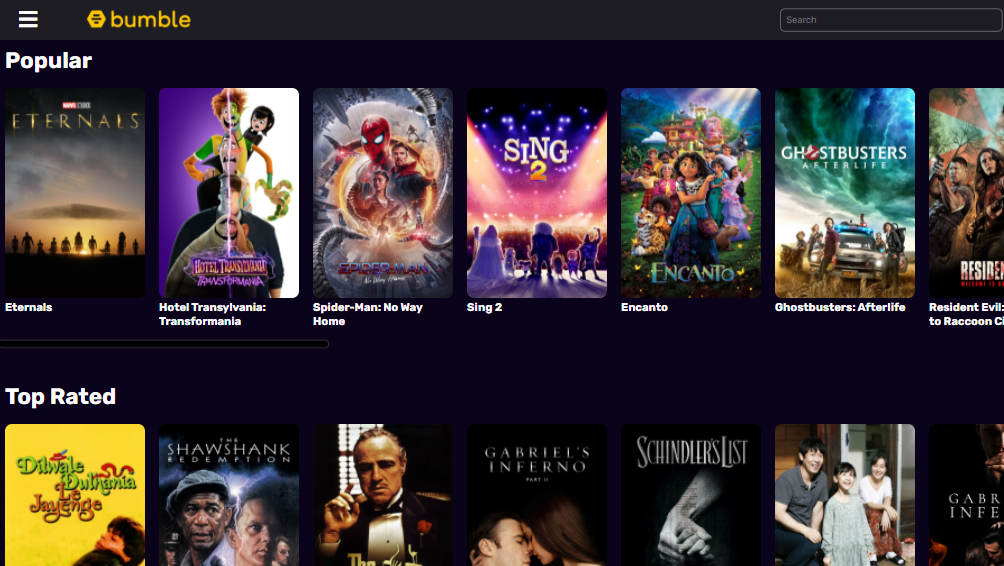 bumble
Search
Popular
MARVEL STUDIOS
ETERNALS
HOTEL TRANSYLVANIA
TRANSFORMANIA
SPIDER-MAN
No Way Home
SING
2
ENCANTO
GHOSTBUSTERS
AFTERLIFE
RESIDEN
Eternals
Hotel Transylvania:
Transformania
Spider-Man: No Way
Home
Sing 2
Encanto
Ghostbusters: Afterlife
Resident Evil:
to Raccoon Ci
Top Rated
Dilwale
Dulhania
Le
Jayenge
THE
SHAWSHANK
REDEMPTION
The
GABRIEL'S
INFERNO
PART II
SCHINDLER'S LIST
GABR
INFE